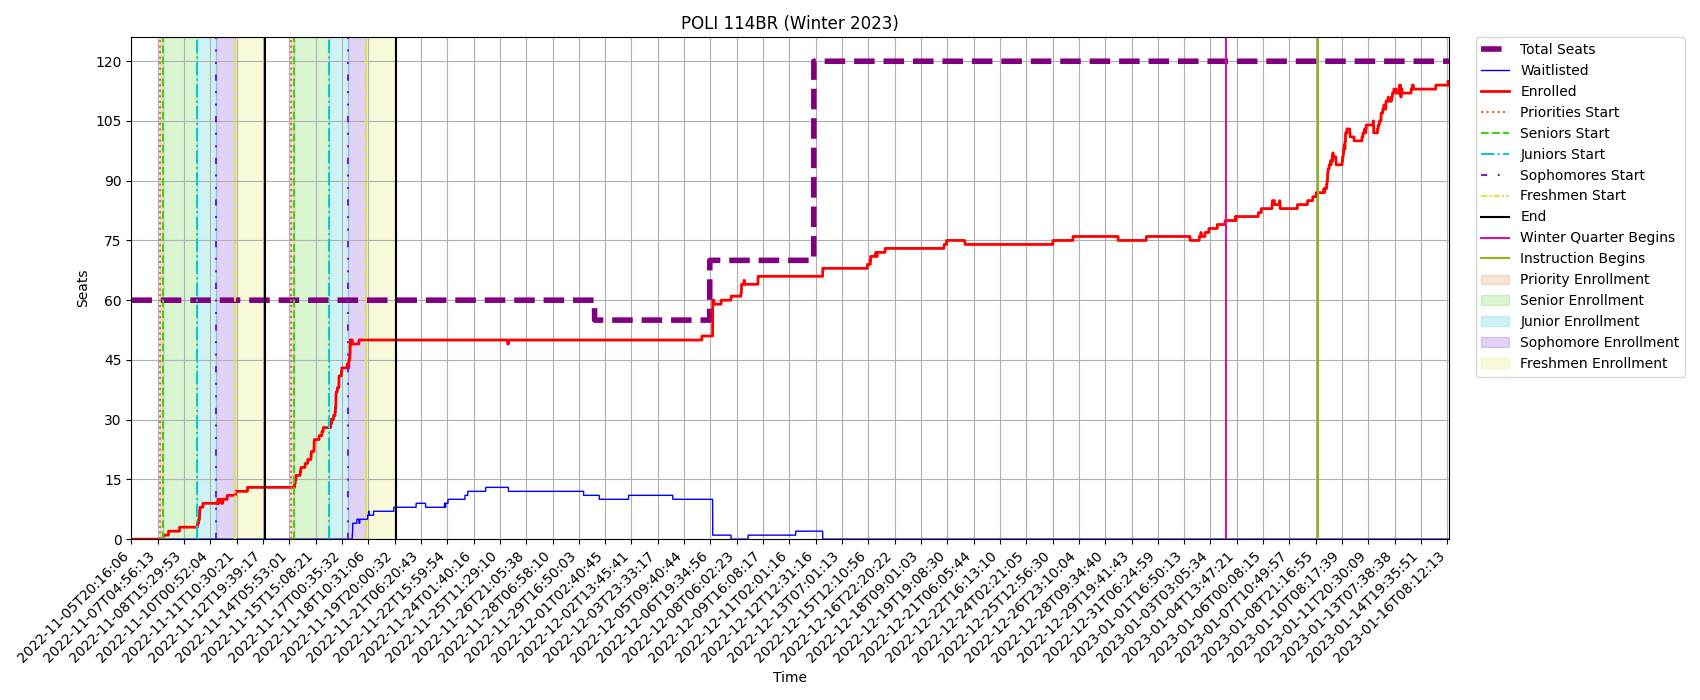 POLI 114BR (Winter 2023)
Seats
120
105
90
75
60
45
30
15
0
2022-11-05T20:16:06
2022-11-07T04:56:13
2022-11-08T15:29:53
2022-11-10T00:52:04
2022-11-11T10:30:21
2022-11-12T19:39:17
2022-11-14T05:53:01
2022-11-15T15:08:21
2022-11-17T00:35:32
2022-11-18T10:31:06
2022-11-19T20:00:32
2022-11-21T06:20:43
2022-11-22T15:59:54
2022-11-24T01:40:16
2022-11-25T11:29:10
2022-11-26T21:05:38
2022-11-28T06:58:10
2022-11-29T16:50:03
2022-12-01T02:40:45
2022-12-02T13:45:41
2022-12-03T23:33:17
2022-12-05T09:40:44
2022-12-06T19:34:56
2022-12-08T06:02:23
2022-12-09T16:08:17
2022-12-11T02:01:16
2022-12-12T12:31:16
2022-12-13T07:01:13
2022-12-15T12:10:56
2022-12-16T22:20:22
2022-12-18T09:01:03
2022-12-19T19:08:30
2022-12-21T06:05:44
2022-12-22T16:13:10
2022-12-24T02:21:05
2022-12-25T12:56:30
2022-12-26T23:10:04
2022-12-28T09:34:40
2022-12-29T19:41:43
2022-12-31T06:24:59
2023-01-01T16:50:13
2023-01-03T03:05:34
2023-01-04T13:47:21
2023-01-06T00:08:15
2023-01-07T10:49:57
2023-01-08T21:16:55
2023-01-10T08:17:39
2023-01-11T20:30:09
2023-01-13T07:38:38
2023-01-14T19:35:51
2023-01-16T08:12:13
Time
Total Seats
Waitlisted
Enrolled
Priorities Start
Seniors Start
Juniors Start
Sophomores Start
Freshmen Start
End
Winter Quarter Begins
Instruction Begins
Priority Enrollment
Senior Enrollment
Junior Enrollment
Sophomore Enrollment
Freshmen Enrollment